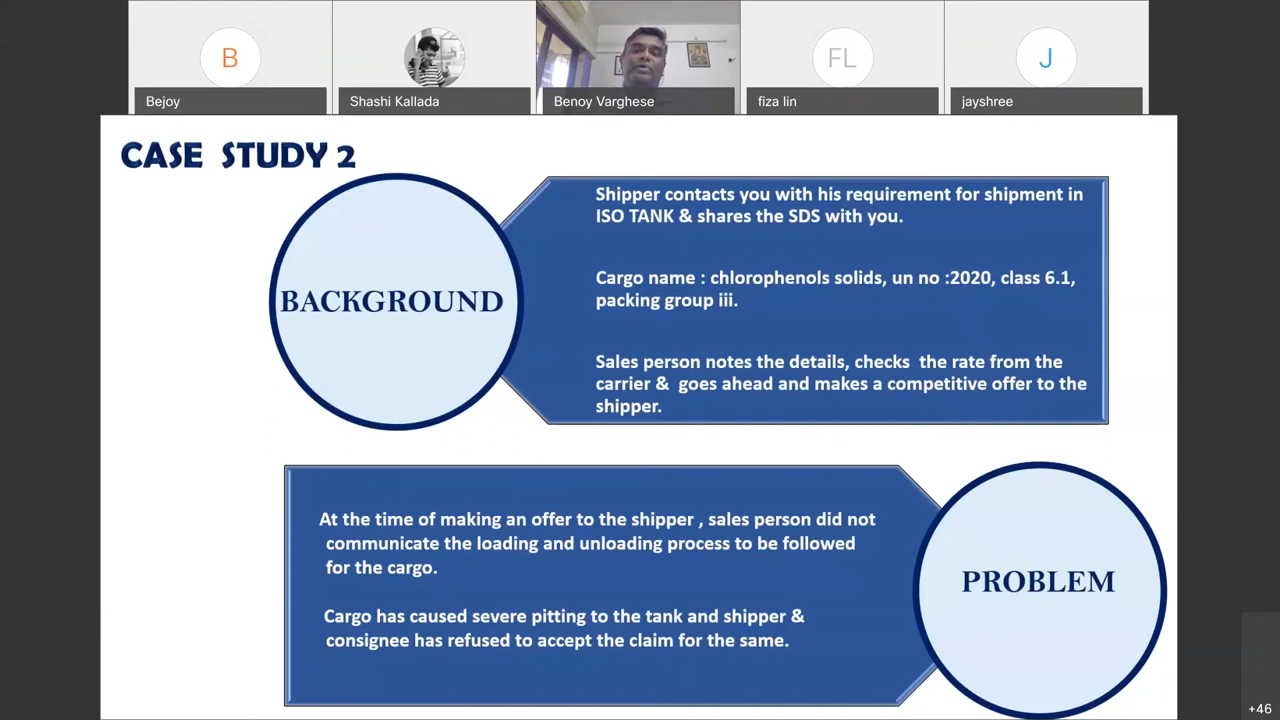 B
FL
J
Bejoy
Shashi Kallada
Benoy Varghese
fiza lin
jayshree
CASE STUDY 2
BACKGROUND
Shipper contacts you with his requirement for shipment in
ISO TANK & shares the SDS with you.
Cargo name : chlorophenols solids, un no :2020, class 6.1,
packing group iii.
Sales person notes the details, checks the rate from the
carrier & goes ahead and makes a competitive offer to the
shipper.
At the time of making an offer to the shipper , sales person did not
communicate the loading and unloading process to be followed
for the cargo.
Cargo has caused severe pitting to the tank and shipper &
consignee has refused to accept the claim for the same.
PROBLEM
+46